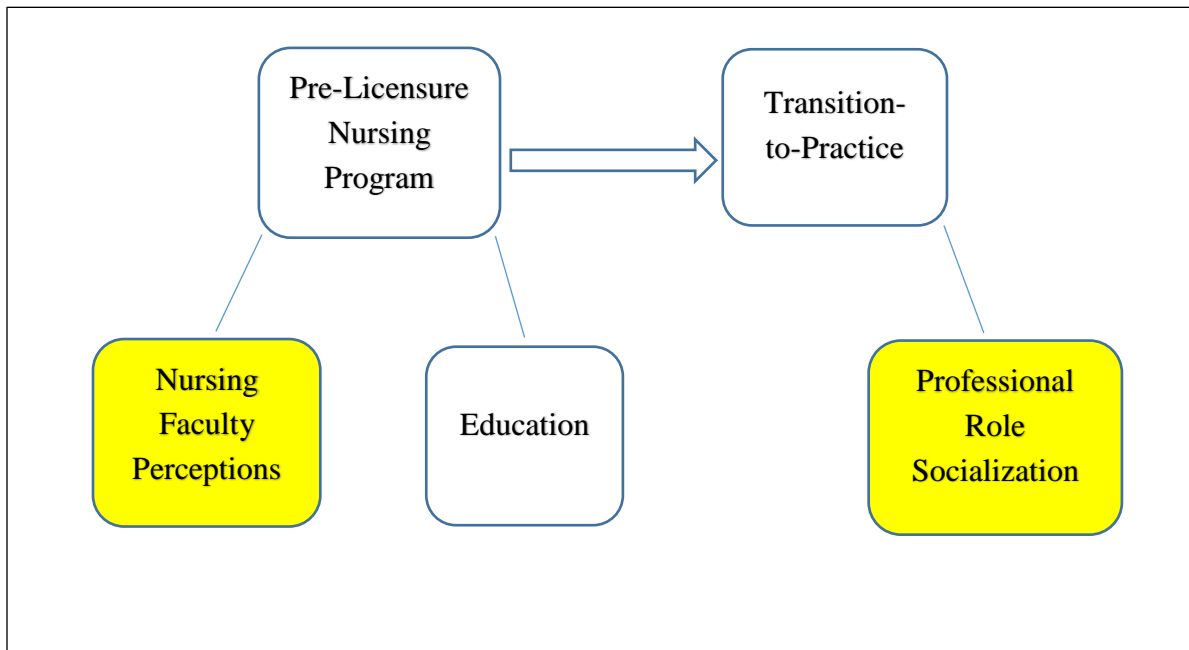 Pre-Licensure
Nursing
Program
Transition-
to-Practice
Nursing
Faculty
Perceptions
Education
Professional
Role
Socialization